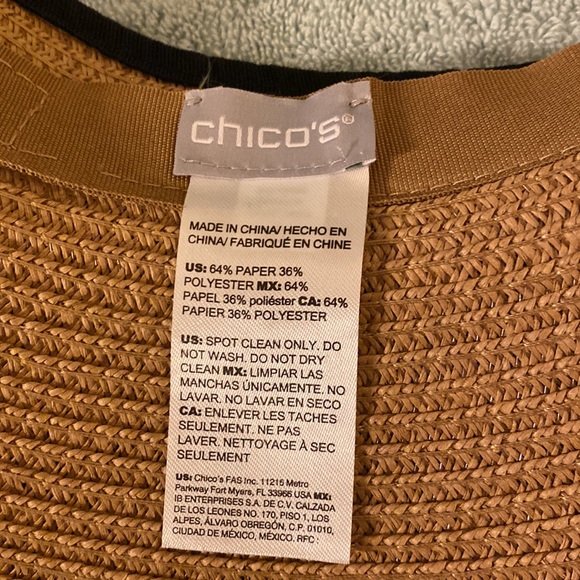 chico's®
MADE IN CHINA/ HECHO EN
CHINA/ FABRIQUÉ EN CHINE
US: 64% PAPER 36%
POLYESTER MX: 64%
PAPEL 36% poliéster CA: 64%
PAPIER 36% POLYESTER
US: SPOT CLEAN ONLY. DO
NOT WASH. DO NOT DRY
CLEAN MX: LIMPIAR LAS
MANCHAS ÚNICAMENTE. NO
LAVAR. NO LAVAR EN SECO
CA: ENLEVER LES TACHES
SEULEMENT. NE PAS
LAVER. NETTOYAGE À SEC
SEULEMENT
US: Chico's FAS Inc. 11215 Metro
Parkway Fort Myers, FL 33966 USA MX:
IB ENTERPRISES S.A. DE C.V. CALZADA
DE LOS LEONES NO. 170, PISO 1, LOS
ALPES, ÁLVARO OBREGÓN, C.P. 01010,
CIUDAD DE MÉXICO, MÉXICO. RFC :